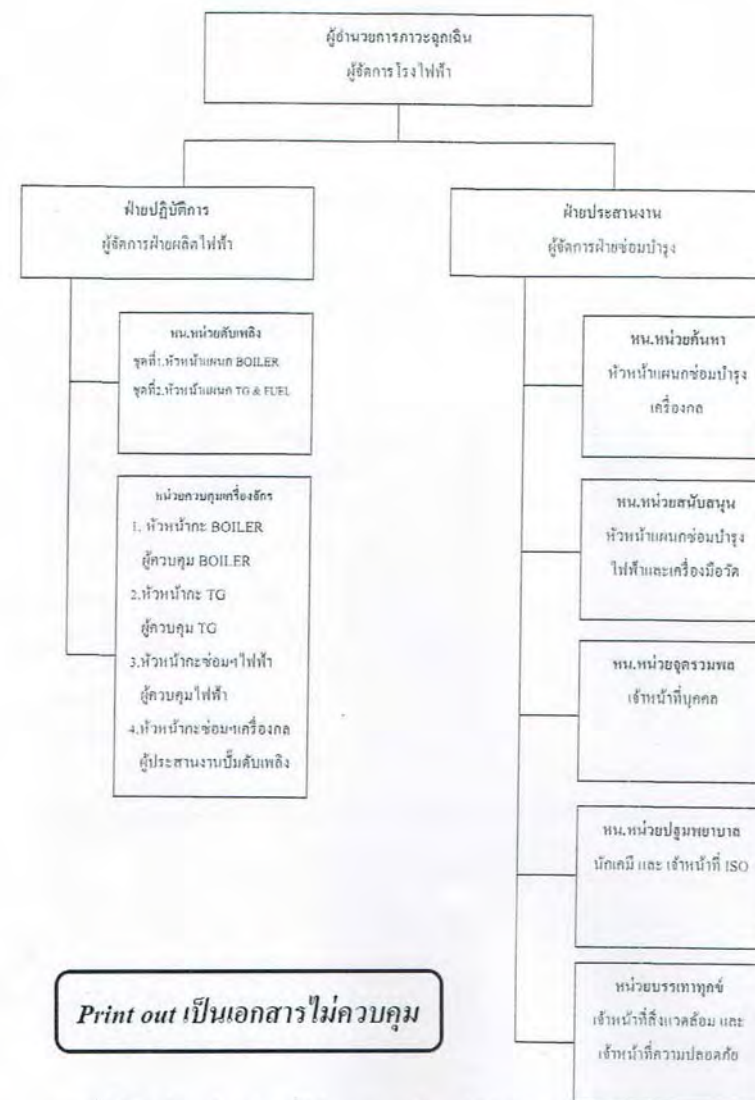 ผู้อำนวยการภาวะฉุกเฉิน
ผู้จัดการโรงไฟฟ้า
ฝ่ายปฏิบัติการ
ผู้จัดการฝ่ายผลิตไฟฟ้า
หน.หน่วยดับเพลิง
ชุดที่1.หัวหน้าแผนก BOILER
ชุดที่2.หัวหน้าแผนก TG & FUEL
หน่วยควบคุมเครื่องจักร
1. หัวหน้ากะ BOILER
ผู้ควบคุม BOILER
2.หัวหน้ากะ TG
ผู้ควบคุม TG
3.หัวหน้ากะซ่อมฯไฟฟ้า
ผู้ควบคุมไฟฟ้า
4.หัวหน้ากะซ่อมฯเครื่องกล
ผู้ประสานงานปั๊มดับเพลิง
ฝ่ายประสานงาน
ผู้จัดการฝ่ายซ่อมบำรุง
หน.หน่วยค้นหา
หัวหน้าแผนกซ่อมบำรุง
เครื่องกล
หน.หน่วยสนับสนุน
หัวหน้าแผนกซ่อมบำรุง
ไฟฟ้าและเครื่องมือวัด
หน.หน่วยจุดรวมพล
เจ้าหน้าที่บุคคล
หน.หน่วยปฐมพยาบาล
นักเคมี และ เจ้าหน้าที่ ISO
หน่วยบรรเทาทุกข์
เจ้าหน้าที่สิ่งแวดล้อม และ
เจ้าหน้าที่ความปลอดภัย
Print out เป็นเอกสารไม่ควบคุม